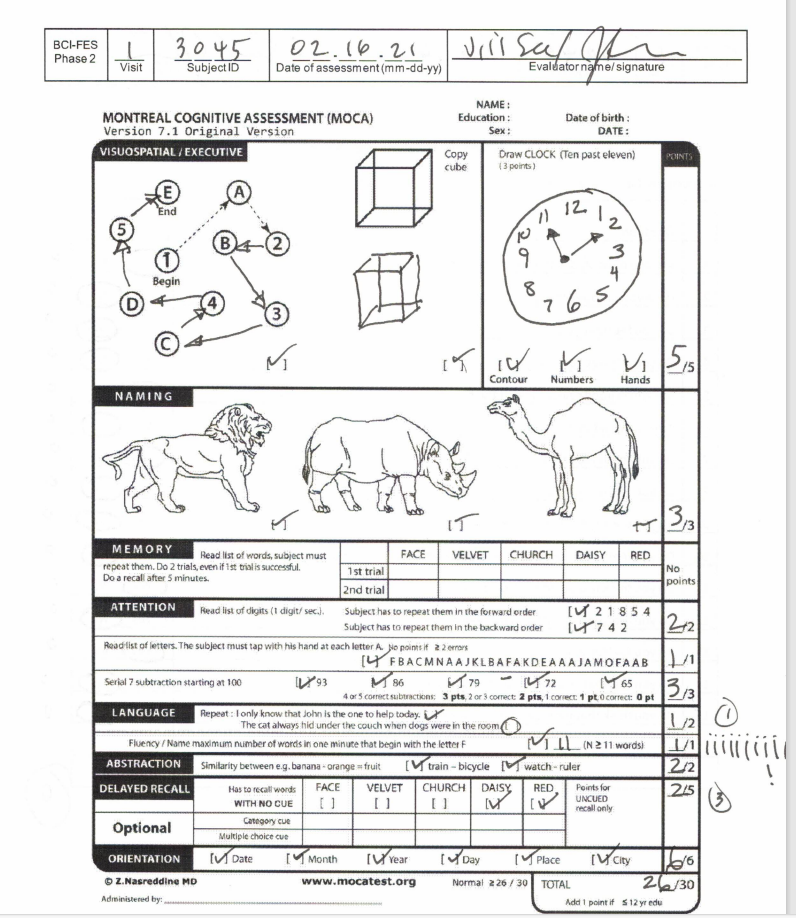 BCI-FES Phase 2
1 Visit
3045 Subject ID
02.16.21 Date of assessment (mm-dd-yy)
Evaluator name/ signature
NAME :
MONTREAL COGNITIVE ASSESSMENT (MOCA) Education : Date of birth :
Version 7.1 Original Version Sex : DATE :
VISUOSPATIAL / EXECUTIVE Copy cube Draw CLOCK (Ten past eleven) (3 points) POINTS
E End A
5 B 2
1 Begin
D 4 3
C
11 12 1
10 2
9 3
8 4
7 6 5
[✓] [✓] [✓] [✓] [✓] 5/5
Contour Numbers Hands
NAMING
[✓] [ ] [ ] 3/3
MEMORY Read list of words, subject must repeat them. Do 2 trials, even if 1st trial is successful. Do a recall after 5 minutes.
FACE VELVET CHURCH DAISY RED
1st trial
2nd trial
No points
ATTENTION Read list of digits (1 digit/ sec.). Subject has to repeat them in the forward order [✓] 2 1 8 5 4
Subject has to repeat them in the backward order [✓] 7 4 2 2/2
Read list of letters. The subject must tap with his hand at each letter A. No points if ≥ 2 errors
[✓] F B A C M N A A J K L B A F A K D E A A A J A M O F A A B 1/1
Serial 7 subtraction starting at 100 [✓] 93 [✓] 86 [✓] 79 – [✓] 72 [✓] 65
4 or 5 correct subtractions: 3 pts, 2 or 3 correct: 2 pts, 1 correct: 1 pt, 0 correct: 0 pt 3/3
LANGUAGE Repeat : I only know that John is the one to help today. [✓]
The cat always hid under the couch when dogs were in the room. [ ] 1/2 1
Fluency / Name maximum number of words in one minute that begin with the letter F [✓] 11 (N ≥ 11 words) 1/1
ABSTRACTION Similarity between e.g. banana - orange = fruit [✓] train – bicycle [✓] watch - ruler 2/2
DELAYED RECALL Has to recall words WITH NO CUE
FACE [ ] VELVET [ ] CHURCH [ ] DAISY [✓] RED [✓]
Points for UNCUED recall only 2/5 3
Optional
Category cue
Multiple choice cue
ORIENTATION [✓] Date [✓] Month [✓] Year [✓] Day [✓] Place [✓] City 6/6
© Z.Nasreddine MD www.mocatest.org Normal ≥ 26 / 30 TOTAL 26/30
Administered by: Add 1 point if ≤ 12 yr edu